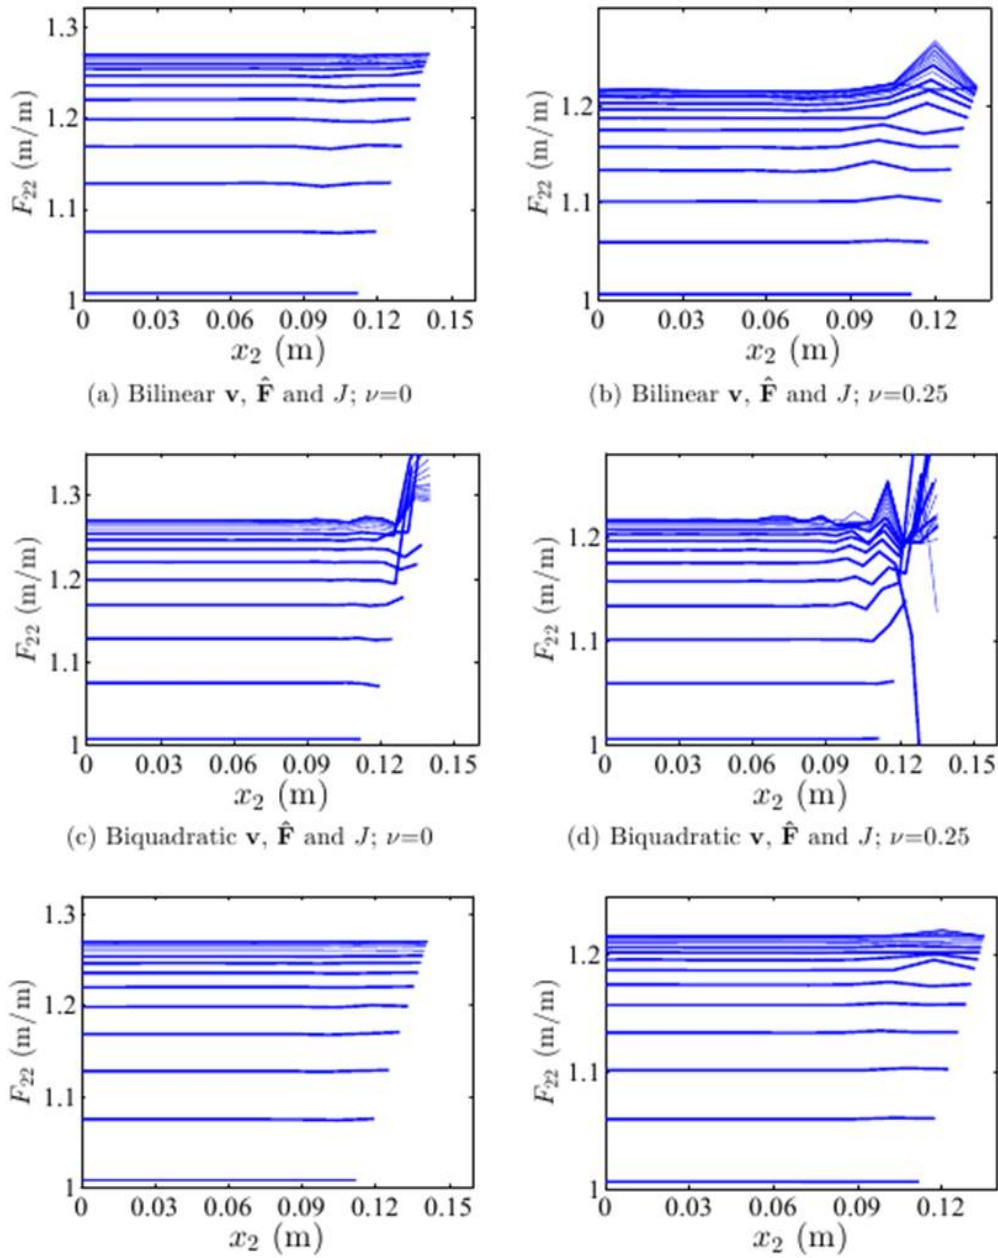 1.3
1.2
1.1
1
F₂₂ (m/m)
0 0.03 0.06 0.09 0.12 0.15
x₂ (m)
(a) Bilinear v, F̂ and J; ν=0
1.2
1.1
1
F₂₂ (m/m)
0 0.03 0.06 0.09 0.12
x₂ (m)
(b) Bilinear v, F̂ and J; ν=0.25
1.3
1.2
1.1
1
F₂₂ (m/m)
0 0.03 0.06 0.09 0.12 0.15
x₂ (m)
(c) Biquadratic v, F̂ and J; ν=0
1.2
1.1
1
F₂₂ (m/m)
0 0.03 0.06 0.09 0.12 0.15
x₂ (m)
(d) Biquadratic v, F̂ and J; ν=0.25
1.3
1.2
1.1
1
F₂₂ (m/m)
0 0.03 0.06 0.09 0.12 0.15
x₂ (m)
1.2
1.1
1
F₂₂ (m/m)
0 0.03 0.06 0.09 0.12
x₂ (m)